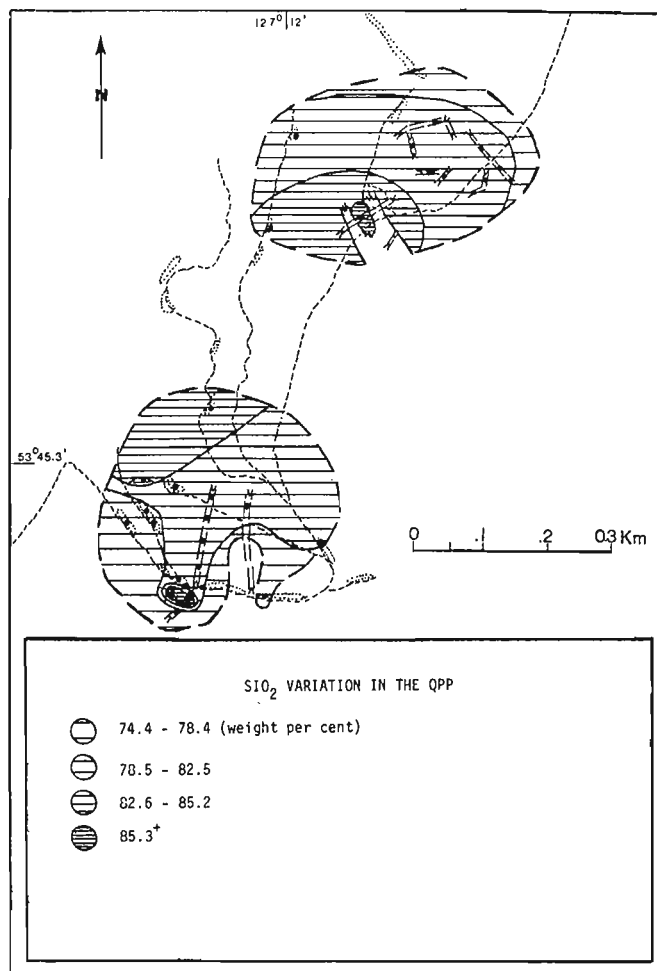 127° 12'
N
53° 45.3'
0 .1 .2 0.3 Km
SIO₂ VARIATION IN THE QPP
74.4 - 78.4 (weight per cent)
78.5 - 82.5
82.6 - 85.2
85.3⁺